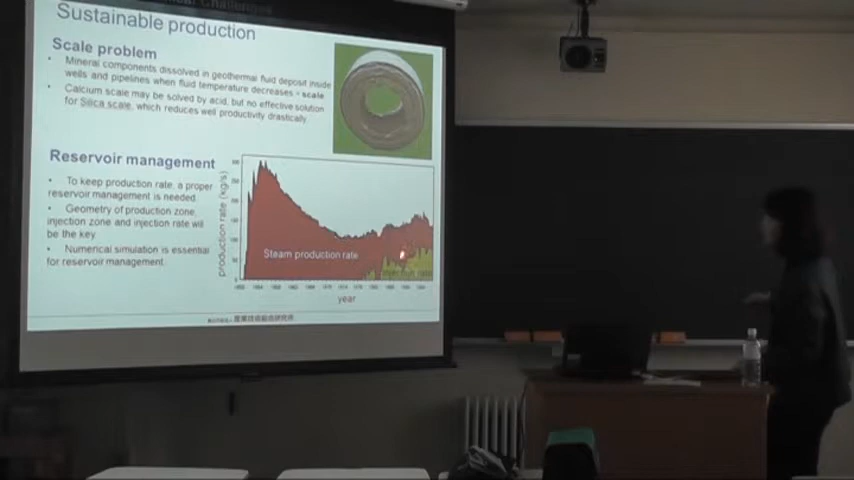 Sustainable production
Scale problem
• Mineral components dissolved in geothermal fluid deposit inside
wells and pipelines when fluid temperature decreases = scale
• Calcium scale may be solved by acid, but no effective solution
for Silica scale, which reduces well productivity drastically.
Reservoir management
• To keep production rate, a proper
reservoir management is needed.
• Geometry of production zone,
injection zone and injection rate will
be the key.
• Numerical simulation is essential
for reservoir management.
production rate (kg/s)
Steam production rate
injection rate
year
産業技術総合研究所